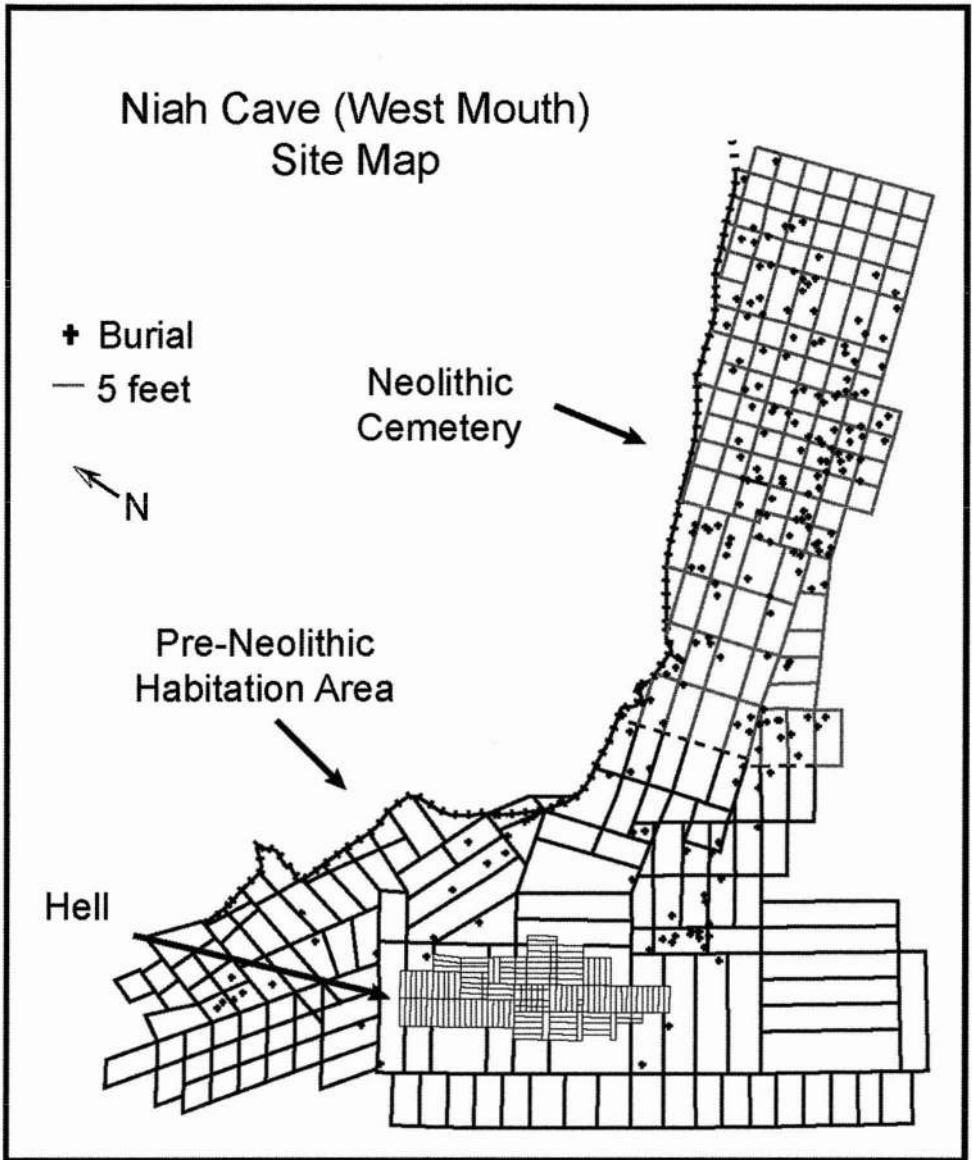 Niah Cave (West Mouth)
Site Map
Burial
5 feet
N
Neolithic
Cemetery
Pre-Neolithic
Habitation Area
Hell